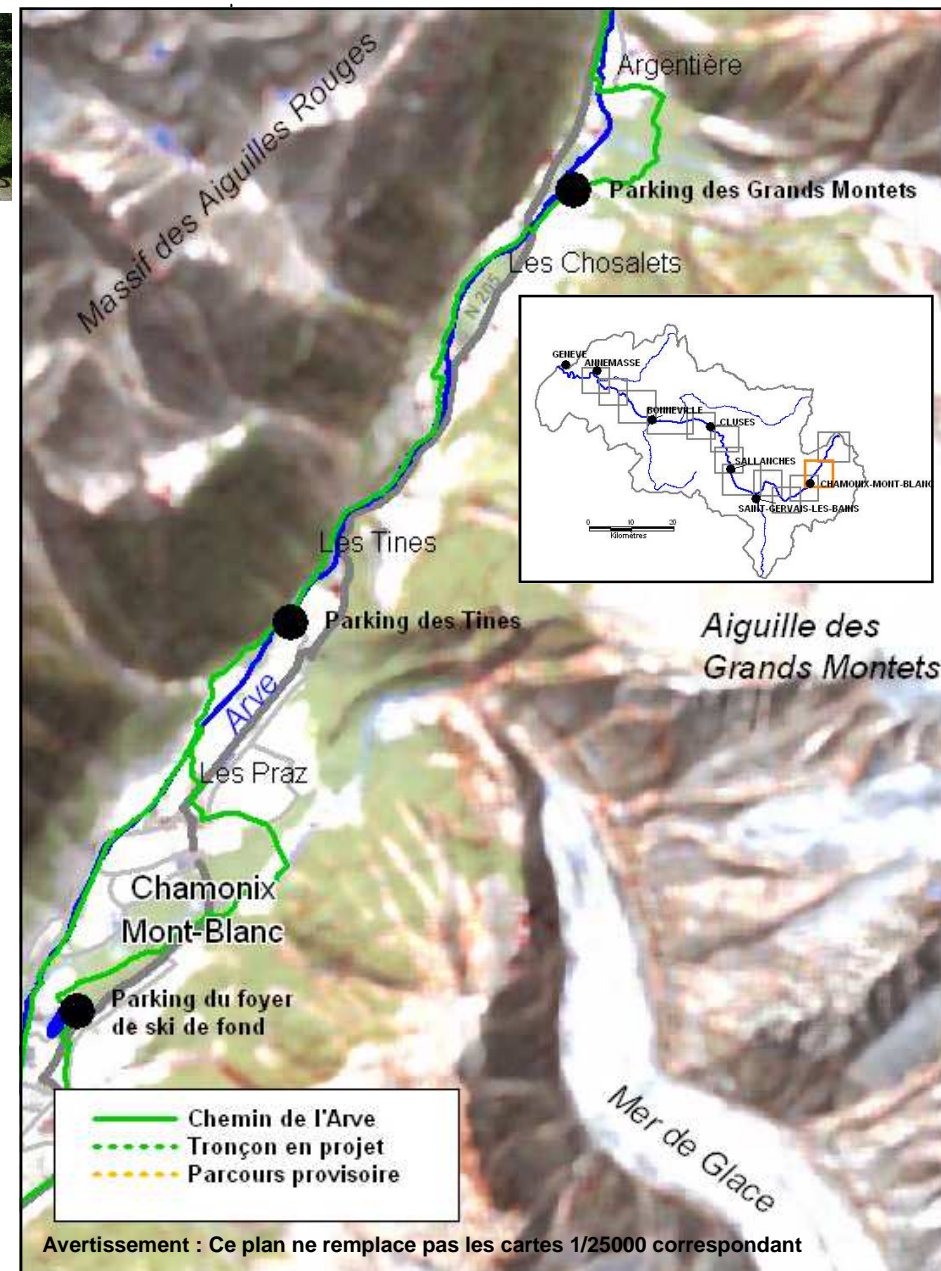 Argentière
Massif des Aiguilles Rouges
Parking des Grands Montets
Les Chosalets
N 205
GENEVE
ANNEMASSE
BONNEVILLE
CLUSES
SALLANCHES
CHAMONIX-MONT-BLANC
SAINT-GERVAIS-LES-BAINS
0 10 20
Kilomètres
Les Tines
Parking des Tines
Aiguille des
Grands Montets
Arve
Les Praz
Chamonix
Mont-Blanc
Parking du foyer
de ski de fond
Mer de Glace
Chemin de l'Arve
Tronçon en projet
Parcours provisoire
Avertissement : Ce plan ne remplace pas les cartes 1/25000 correspondant